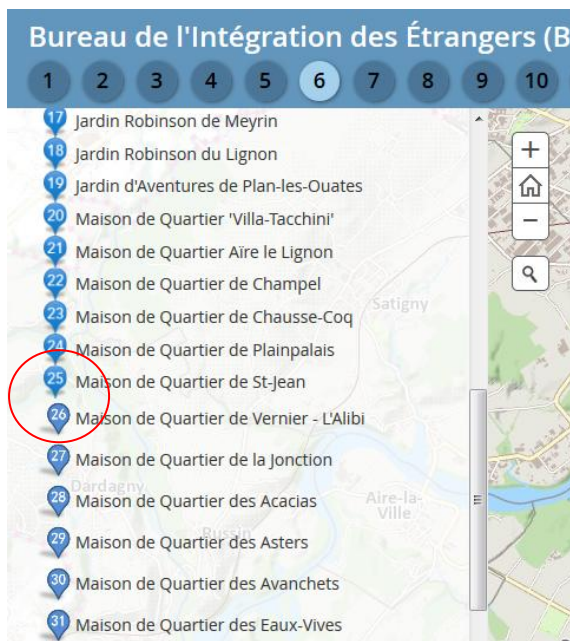 Bureau de l'Intégration des Étrangers (B
1 2 3 4 5 6 7 8 9 10
17 Jardin Robinson de Meyrin
18 Jardin Robinson du Lignon
19 Jardin d'Aventures de Plan-les-Ouates
20 Maison de Quartier 'Villa-Tacchini'
21 Maison de Quartier Aïre le Lignon
22 Maison de Quartier de Champel
23 Maison de Quartier de Chausse-Coq
Satigny
24 Maison de Quartier de Plainpalais
25 Maison de Quartier de St-Jean
26 Maison de Quartier de Vernier - L'Alibi
27 Maison de Quartier de la Jonction
Dardagny
28 Maison de Quartier des Acacias
Aire-la-
Ville
Russin
29 Maison de Quartier des Asters
30 Maison de Quartier des Avanchets
31 Maison de Quartier des Eaux-Vives